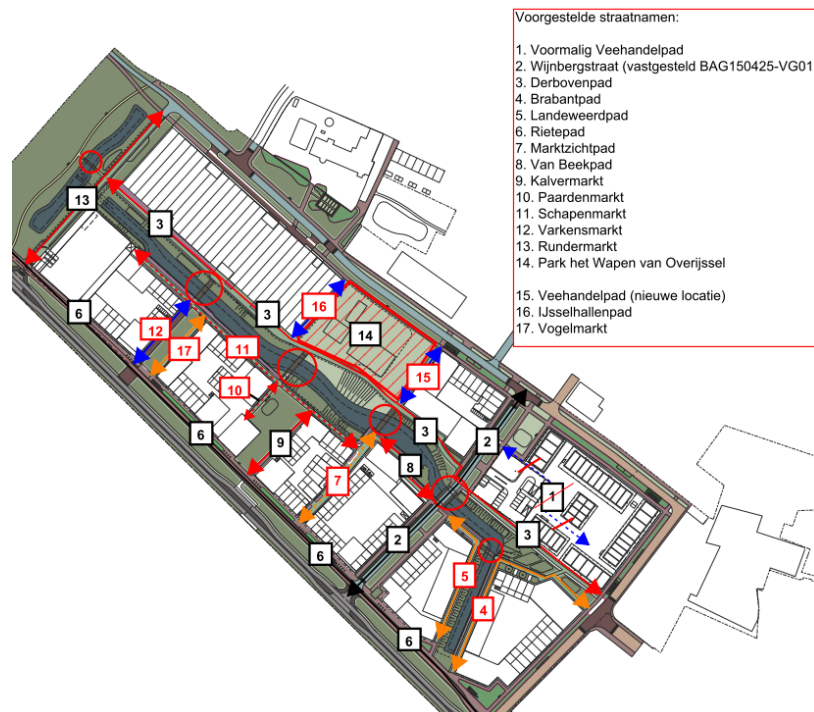 Voorgestelde straatnamen:
1. Voormalig Veehandelpad
2. Wijnbergstraat (vastgesteld BAG150425-VG01
3. Derbovenpad
4. Brabantpad
5. Landeweerdpad
6. Rietepad
7. Marktzichtpad
8. Van Beekpad
9. Kalvermarkt
10. Paardenmarkt
11. Schapenmarkt
12. Varkensmarkt
13. Rundermarkt
14. Park het Wapen van Overijssel
15. Veehandelpad (nieuwe locatie)
16. IJsselhallenpad
17. Vogelmarkt
13
3
6
3
16
14
12
17
11
15
10
6
3
2
9
7
8
1
6
2
3
6
5
4
6